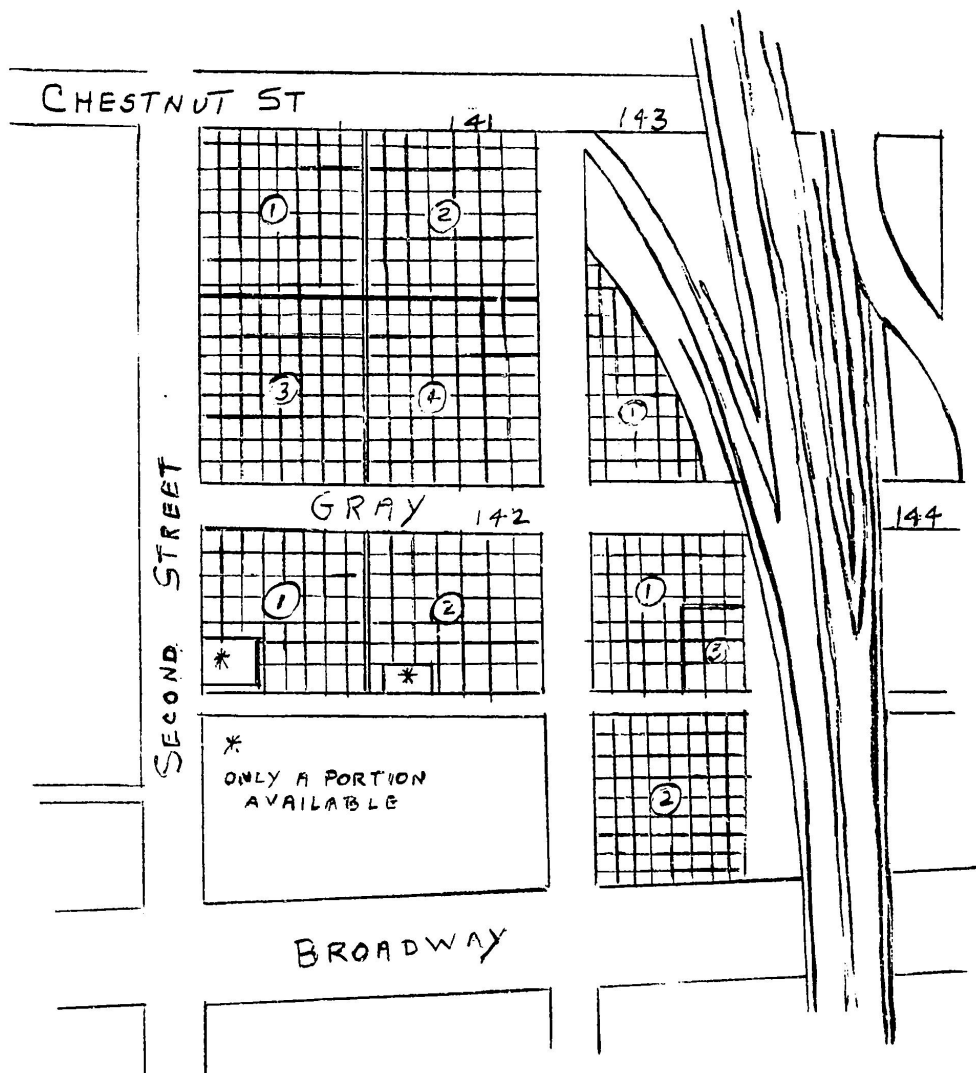 CHESTNUT ST
141
143
1
2
3
4
1
GRAY
142
144
1
2
1
3
*
*
SECOND STREET
*
ONLY A PORTION
AVAILABLE
2
BROADWAY